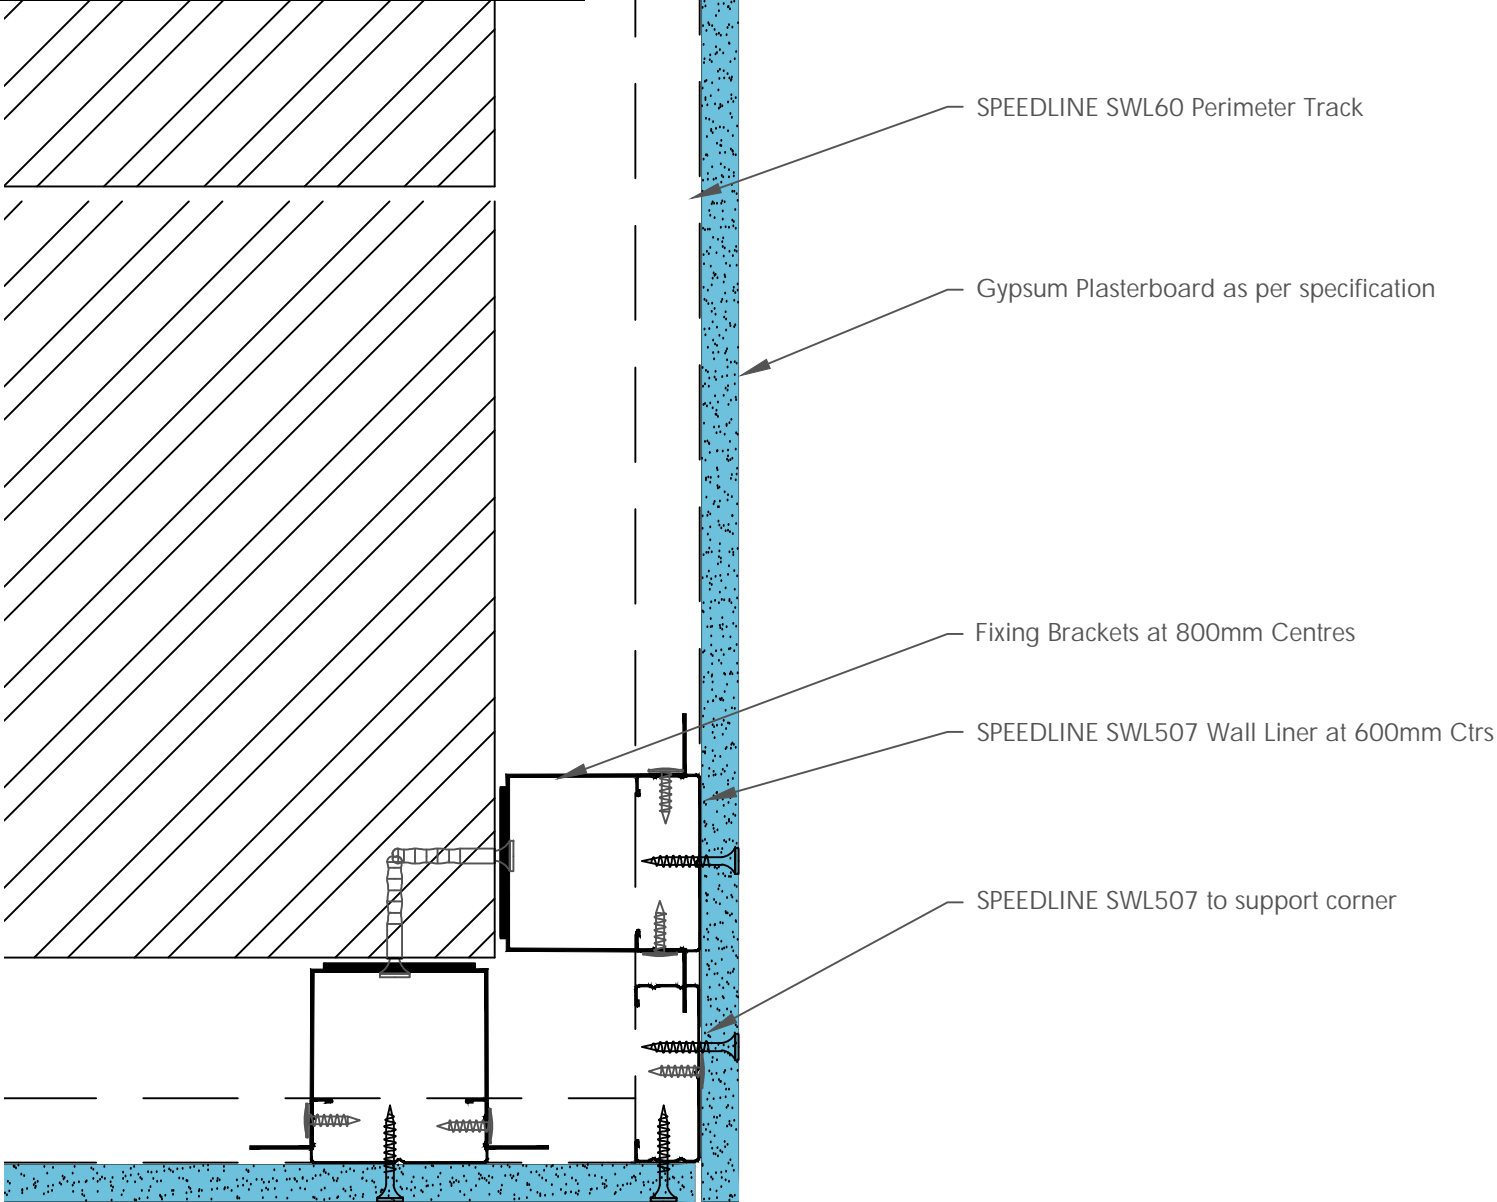 SPEEDLINE SWL60 Perimeter Track
Gypsum Plasterboard as per specification
Fixing Brackets at 800mm Centres
SPEEDLINE SWL507 Wall Liner at 600mm Ctrs
SPEEDLINE SWL507 to support corner